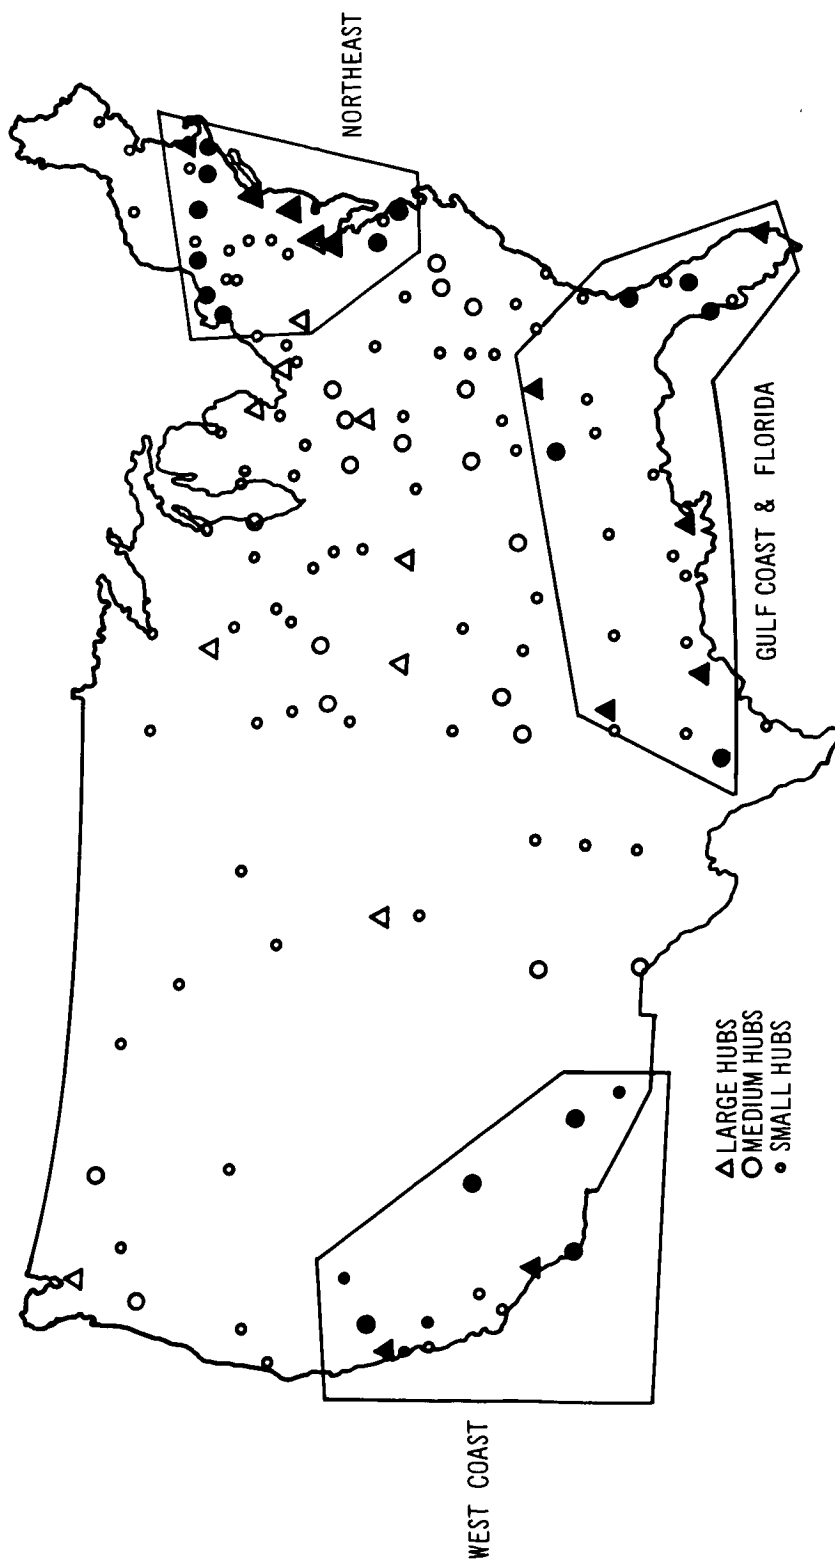 NORTHEAST
GULF COAST & FLORIDA
WEST COAST
LARGE HUBS
MEDIUM HUBS
SMALL HUBS